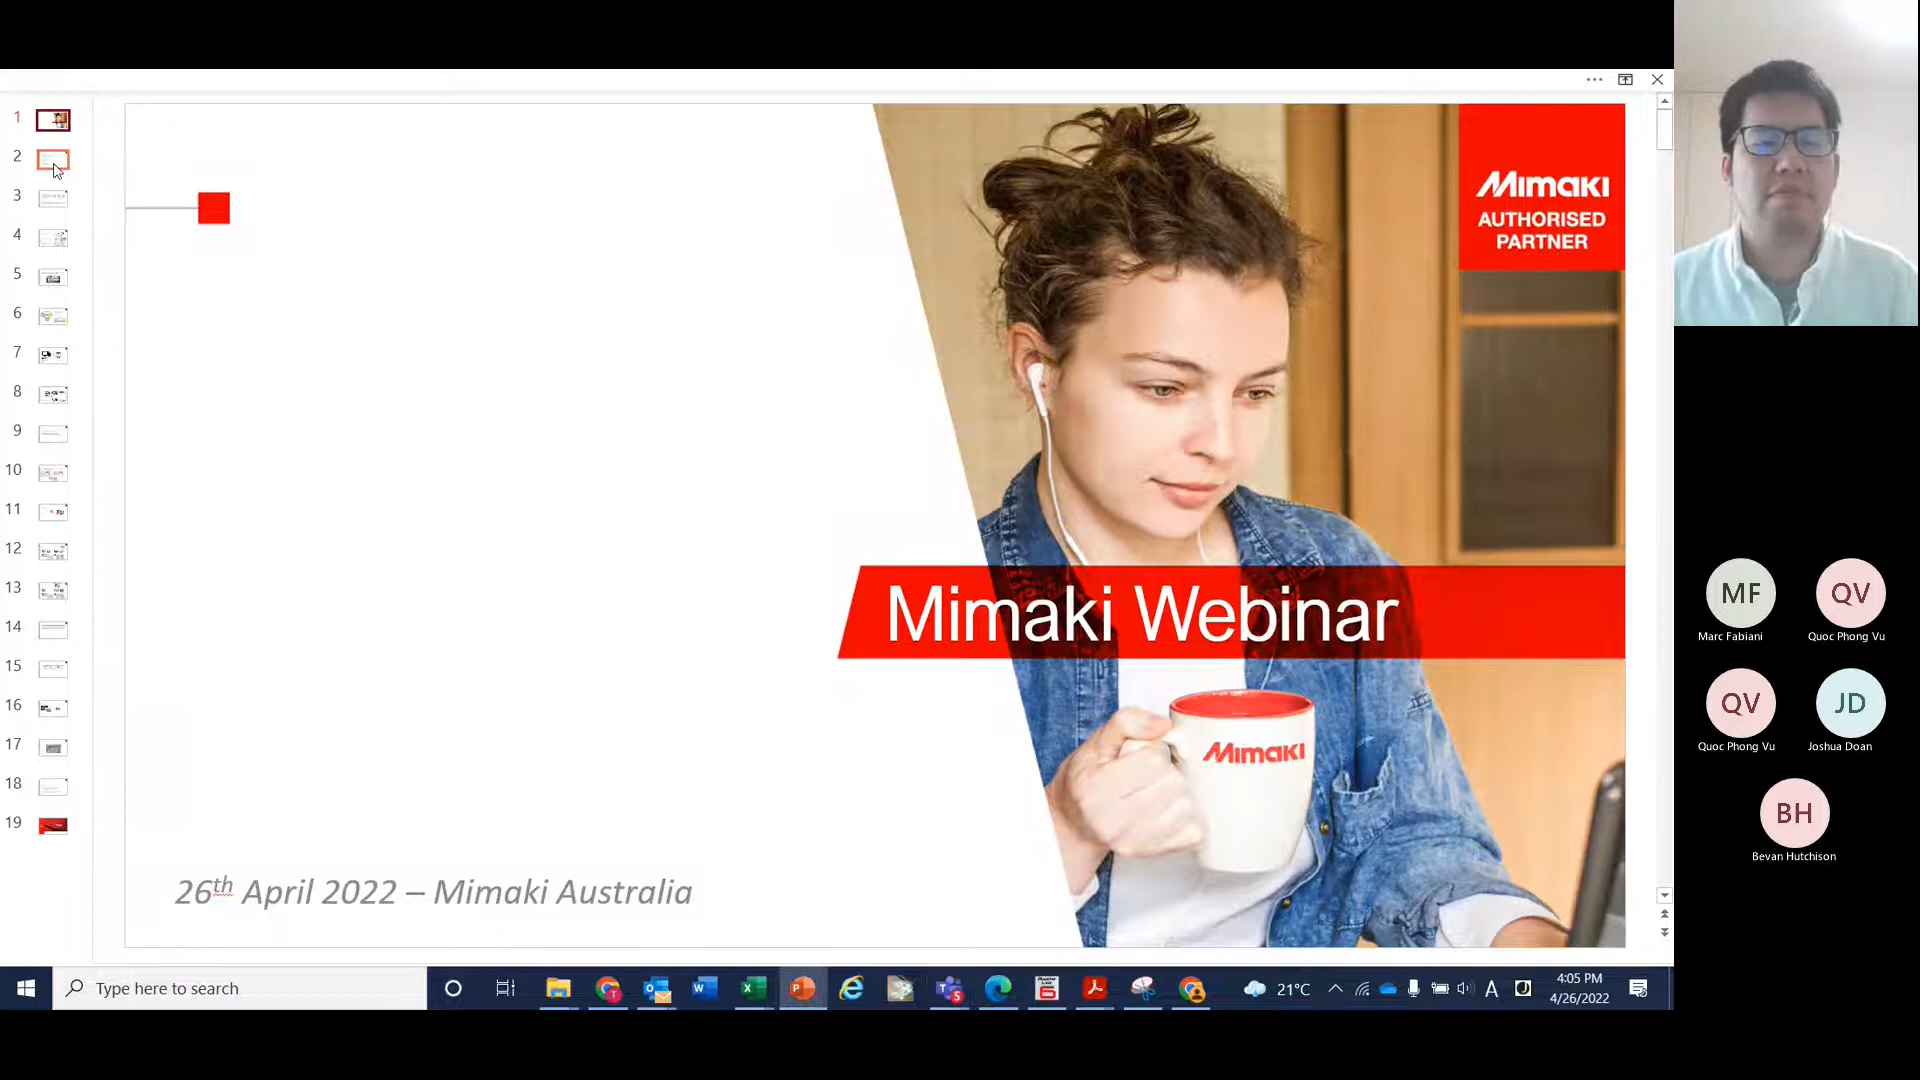 1
2
3
4
5
6
7
8
9
10
11
12
13
14
15
16
17
18
19
Mimaki
AUTHORISED
PARTNER
Mimaki Webinar
Mimaki
26th April 2022 – Mimaki Australia
MF
Marc Fabiani
QV
Quoc Phong Vu
QV
Quoc Phong Vu
JD
Joshua Doan
BH
Bevan Hutchison
Type here to search
21°C
A
4:05 PM
4/26/2022